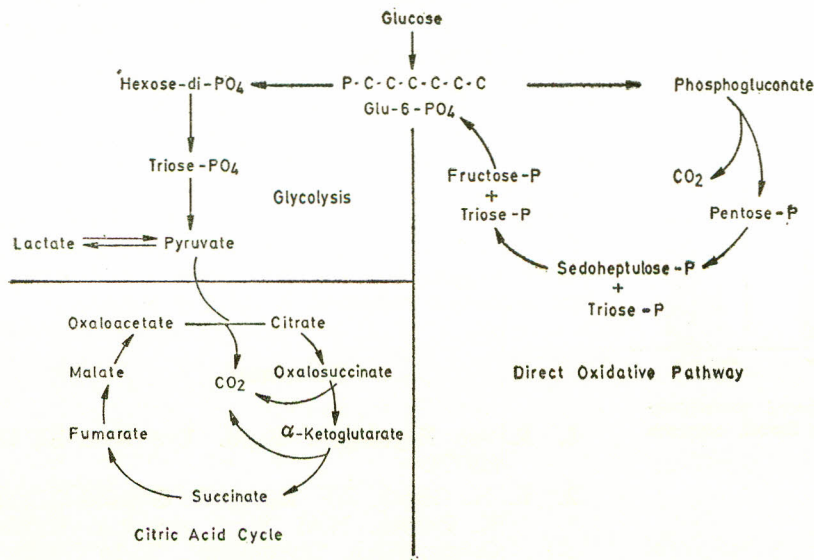 Glucose
Hexose-di-PO4
P-C-C-C-C-C-C
Glu-6-PO4
Phosphogluconate
Triose-PO4
Glycolysis
Lactate
Pyruvate
CO2
Pentose-P
Fructose-P
+
Triose-P
Sedoheptulose-P
+
Triose-P
Direct Oxidative Pathway
Oxaloacetate
Citrate
Malate
CO2
Oxalosuccinate
Fumarate
α-Ketoglutarate
Succinate
Citric Acid Cycle